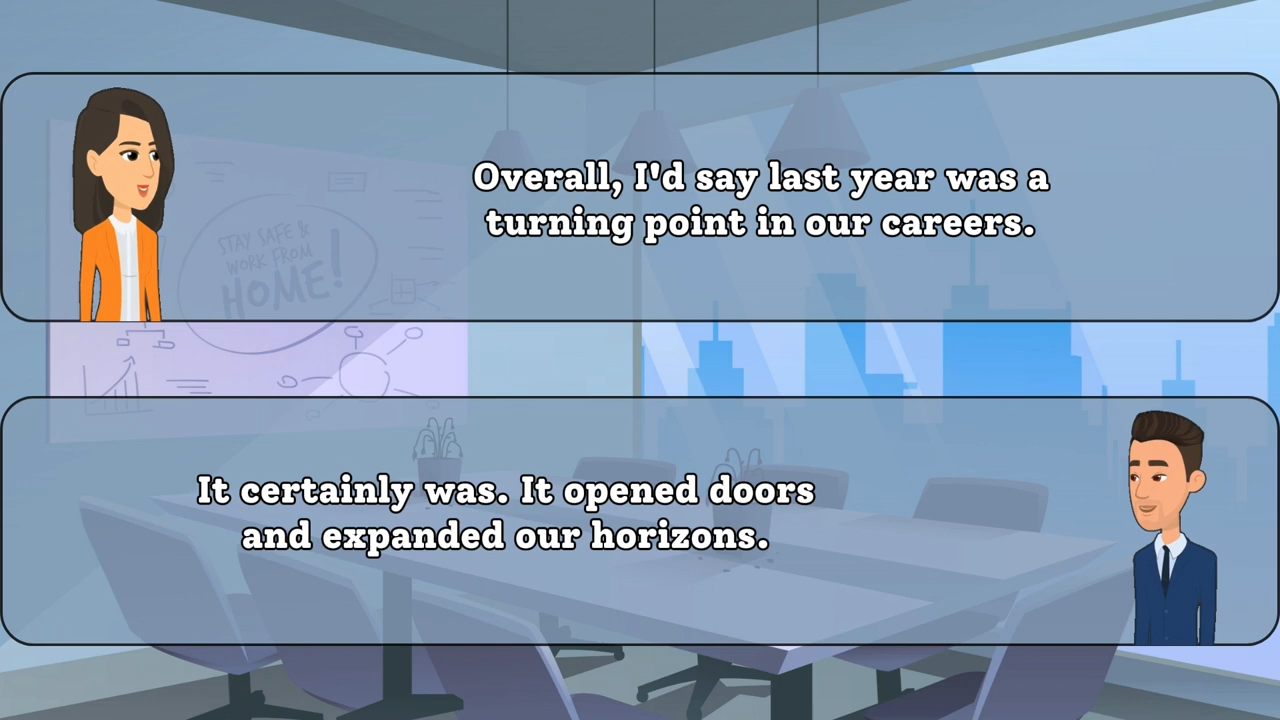 Overall, I'd say last year was a
turning point in our careers.
STAY SAFE &
WORK FROM
HOME!
It certainly was. It opened doors
and expanded our horizons.